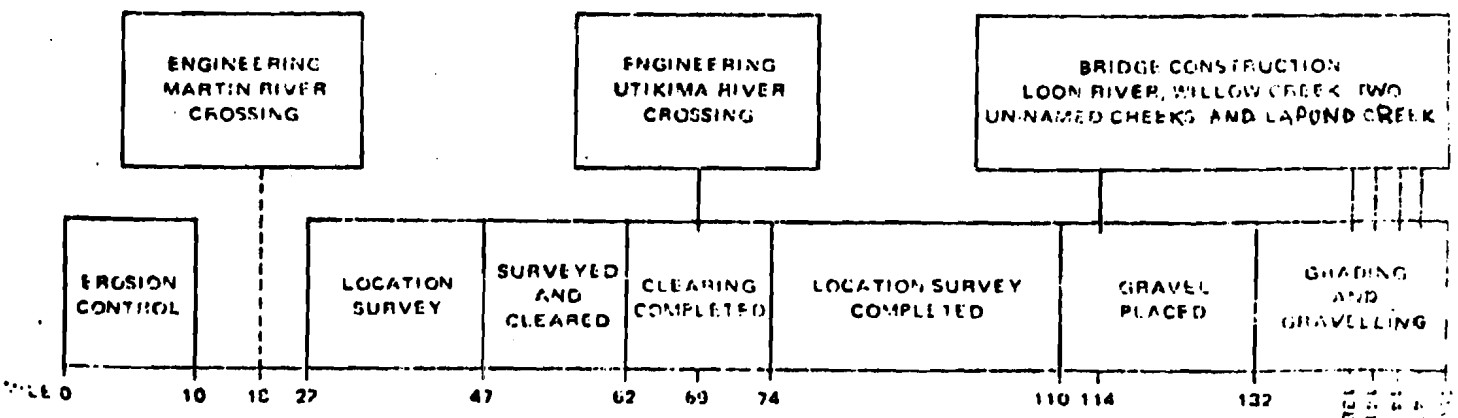 ENGINEERING
MARTIN RIVER
CROSSING
ENGINEERING
UTIKIMA RIVER
CROSSING
BRIDGE CONSTRUCTION
LOON RIVER, WILLOW CREEK, TWO
UN-NAMED CREEKS AND LAPOND CREEK
EROSION
CONTROL
LOCATION
SURVEY
SURVEYED
AND
CLEARED
CLEARING
COMPLETED
LOCATION SURVEY
COMPLETED
GRAVEL
PLACED
GRADING
AND
GRAVELLING
MILE 0 10 27 47 62 69 74 110 114 132